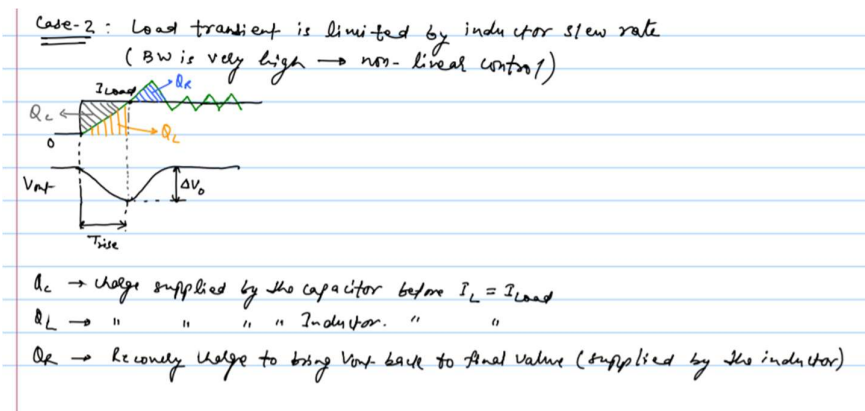 Case-2 : Load transient is limited by inductor slew rate
( BW is very high → non-linear control )
ILoad
QR
QC
QL
0
Vout
ΔVo
Trise
Qc → charge supplied by the capacitor before IL = ILoad
QL → " " " " Inductor. " "
QR → Recovery charge to bring Vout back to final value (supplied by the inductor)